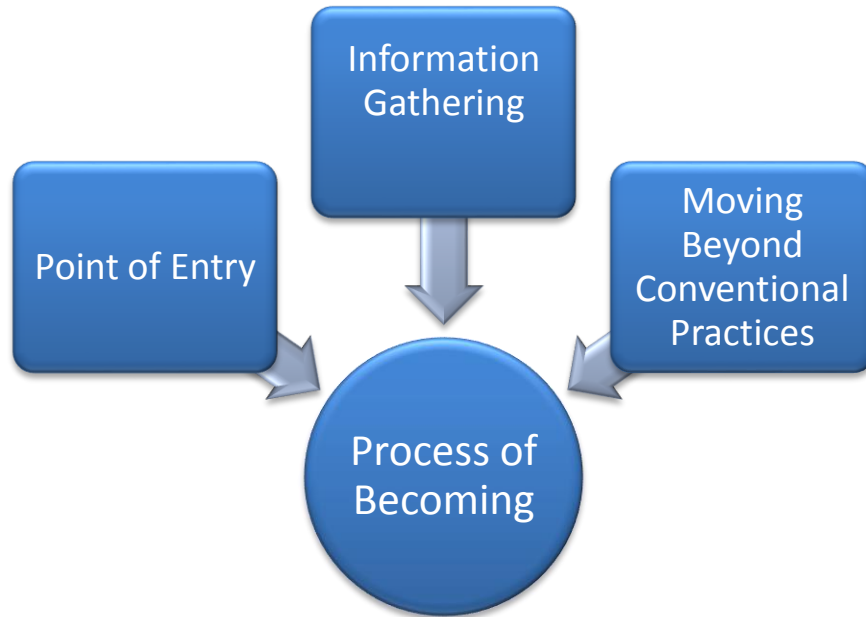 Information
Gathering
Point of Entry
Moving
Beyond
Conventional
Practices
Process of
Becoming